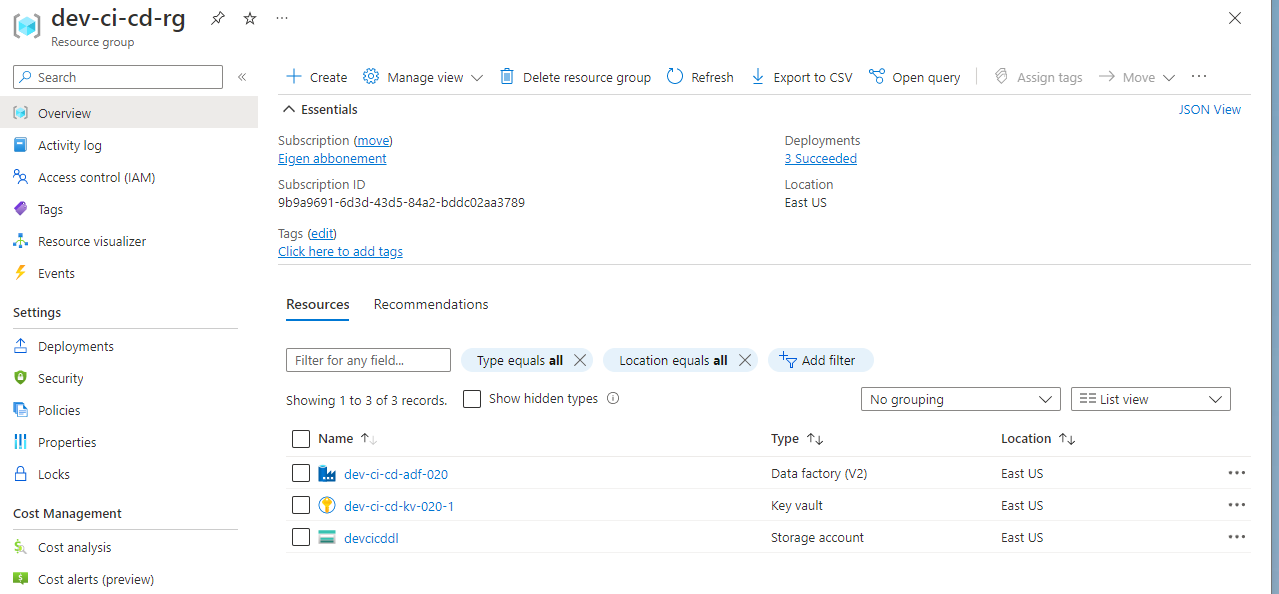 dev-ci-cd-rg
Resource group
Search
Overview
Activity log
Access control (IAM)
Tags
Resource visualizer
Events
Settings
Deployments
Security
Policies
Properties
Locks
Cost Management
Cost analysis
Cost alerts (preview)
Create Manage view Delete resource group Refresh Export to CSV Open query Assign tags Move
Essentials JSON View
Subscription (move) Deployments
Eigen abbonement 3 Succeeded
Subscription ID Location
9b9a9691-6d3d-43d5-84a2-bddc02aa3789 East US
Tags (edit)
Click here to add tags
Resources Recommendations
Filter for any field... Type equals all Location equals all Add filter
Showing 1 to 3 of 3 records. Show hidden types No grouping List view
Name Type Location
dev-ci-cd-adf-020 Data factory (V2) East US
dev-ci-cd-kv-020-1 Key vault East US
devcicddl Storage account East US